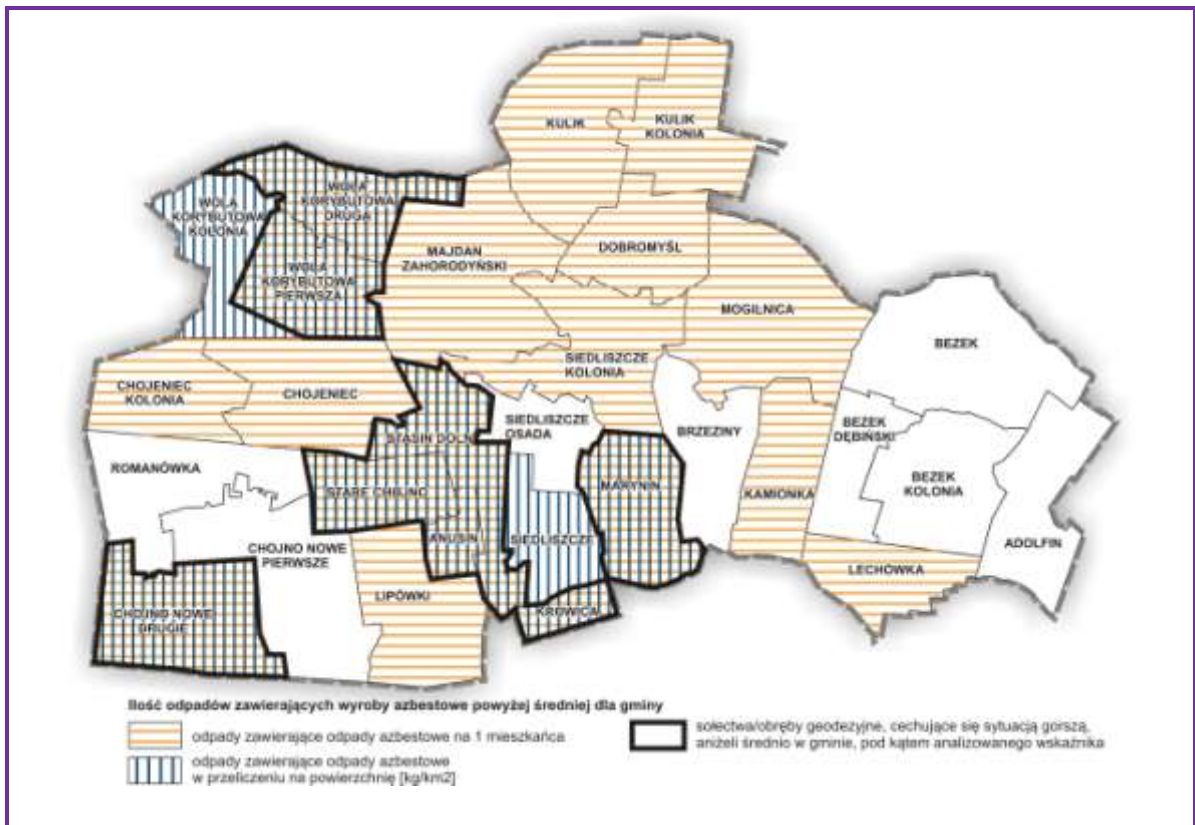 KULIK
KULIK
KOLONIA
WOLA
KORYBUTOWA
DRUGA
WOLA
KORYBUTOWA
KOLONIA
DOBROMYŚL
MAJDAN
ZAHORODYŃSKI
WOLA
KORYBUTOWA
PIERWSZA
MOGILNICA
BEZEK
SIEDLISZCZE
KOLONIA
CHOJENIEC
KOLONIA
CHOJENIEC
SIEDLISZCZE
OSADA
BRZEZINY
BEZEK
DĘBIŃSKI
STASIN DOLNY
ROMANÓWKA
BEZEK
KOLONIA
STARE CHOJNO
MARYNIN
KAMIONKA
ANUSIN
SIEDLISZCZE
ADOLFIN
CHOJNO NOWE
PIERWSZE
LECHÓWKA
LIPÓWKI
CHOJNO NOWE
DRUGIE
KROWICA
Ilość odpadów zawierających wyroby azbestowe powyżej średniej dla gminy
odpady zawierające odpady azbestowe na 1 mieszkańca
odpady zawierające odpady azbestowe
w przeliczeniu na powierzchnię [kg/km2]
sołectwa/obręby geodezyjne, cechujące się sytuacją gorszą,
aniżeli średnio w gminie, pod kątem analizowanego wskaźnika